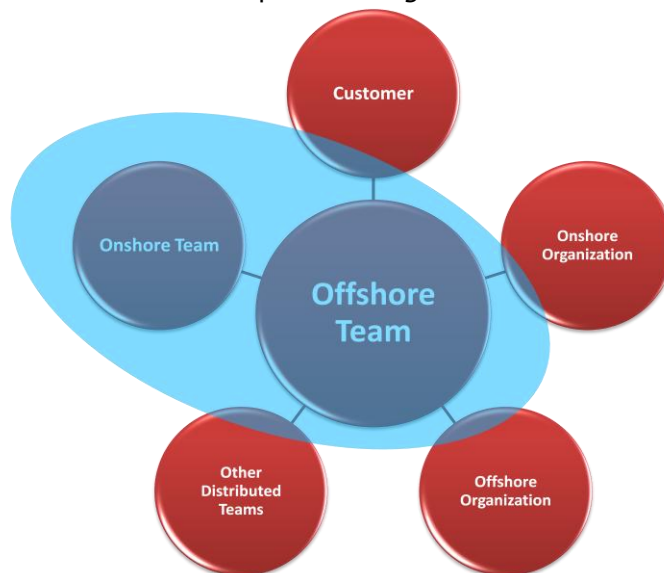 Customer
Onshore Team
Onshore
Organization
Offshore
Team
Other
Distributed
Teams
Offshore
Organization